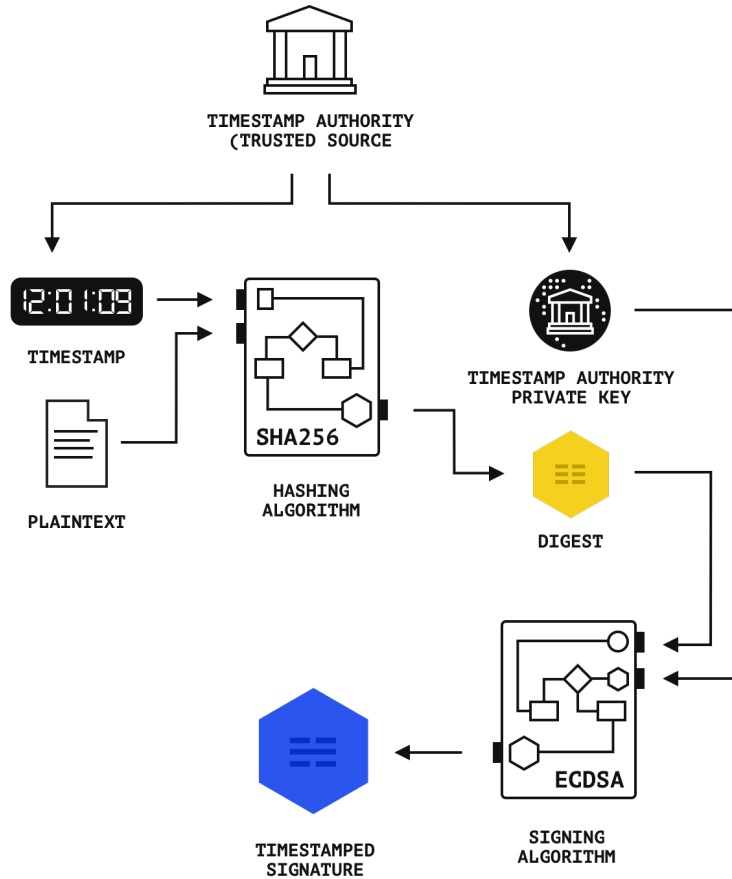 TIMESTAMP AUTHORITY
(TRUSTED SOURCE
12:01:09
TIMESTAMP
PLAINTEXT
SHA256
HASHING
ALGORITHM
TIMESTAMP AUTHORITY
PRIVATE KEY
DIGEST
ECDSA
SIGNING
ALGORITHM
TIMESTAMPED
SIGNATURE